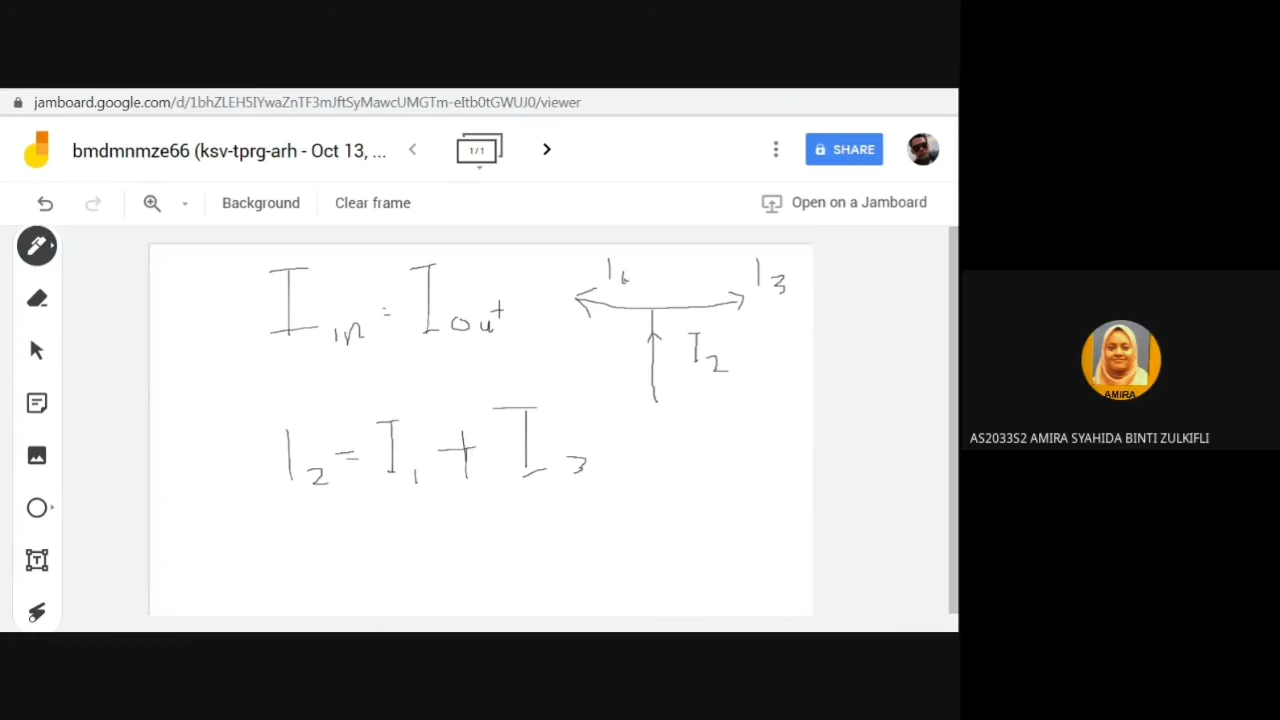 jamboard.google.com/d/1bhZLEH5IYwaZnTF3mJftSyMawcUMGTm-eItb0tGWUJ0/viewer
bmdmnmze66 (ksv-tprg-arh - Oct 13, ...
1/1
SHARE
Background
Clear frame
Open on a Jamboard
I in = I out
I1
I3
I2
I2 = I1 + I3
AMIRA
AS2033S2 AMIRA SYAHIDA BINTI ZULKIFLI